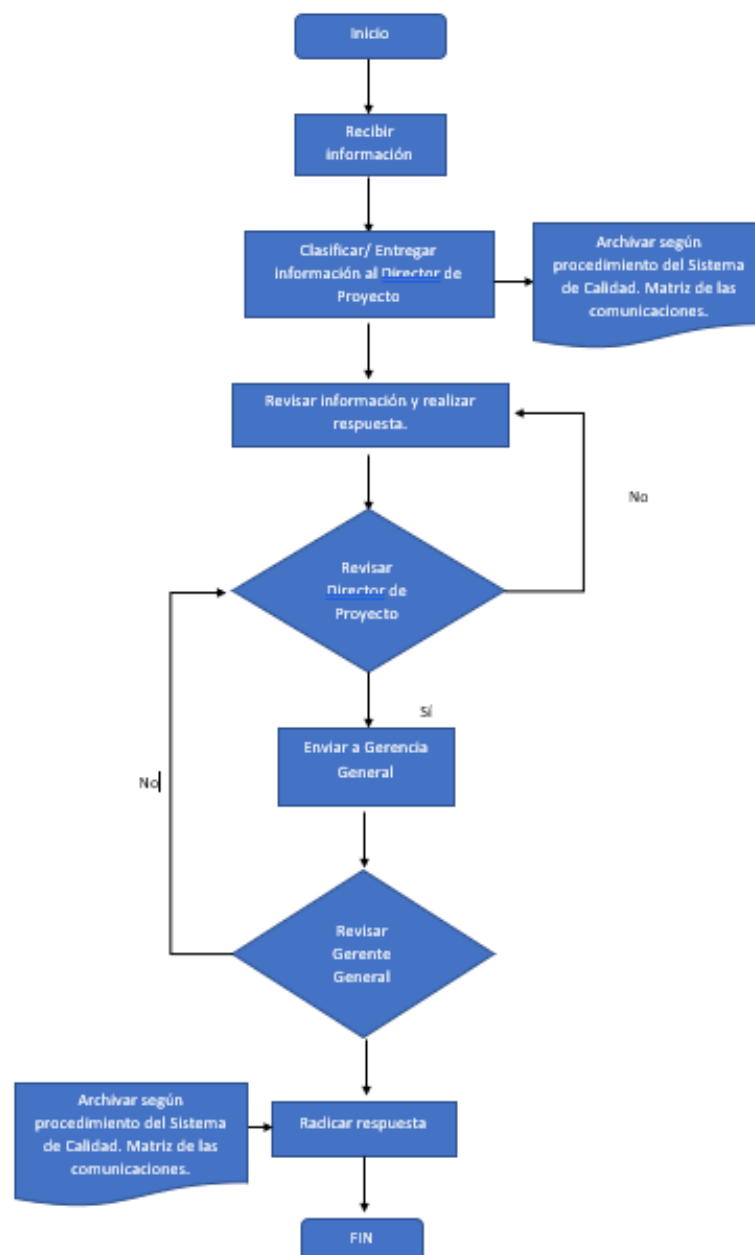 Inicio
Recibir
información
Clasificar/ Entregar
información al Director de
Proyecto
Archivar según
procedimiento del Sistema
de Calidad. Matriz de las
comunicaciones.
Revisar información y realizar
respuesta.
No
Revisar
Director de
Proyecto
Sí
Enviar a Gerencia
General
No
Revisar
Gerente
General
Archivar según
procedimiento del Sistema
de Calidad. Matriz de las
comunicaciones.
Radicar respuesta
FIN